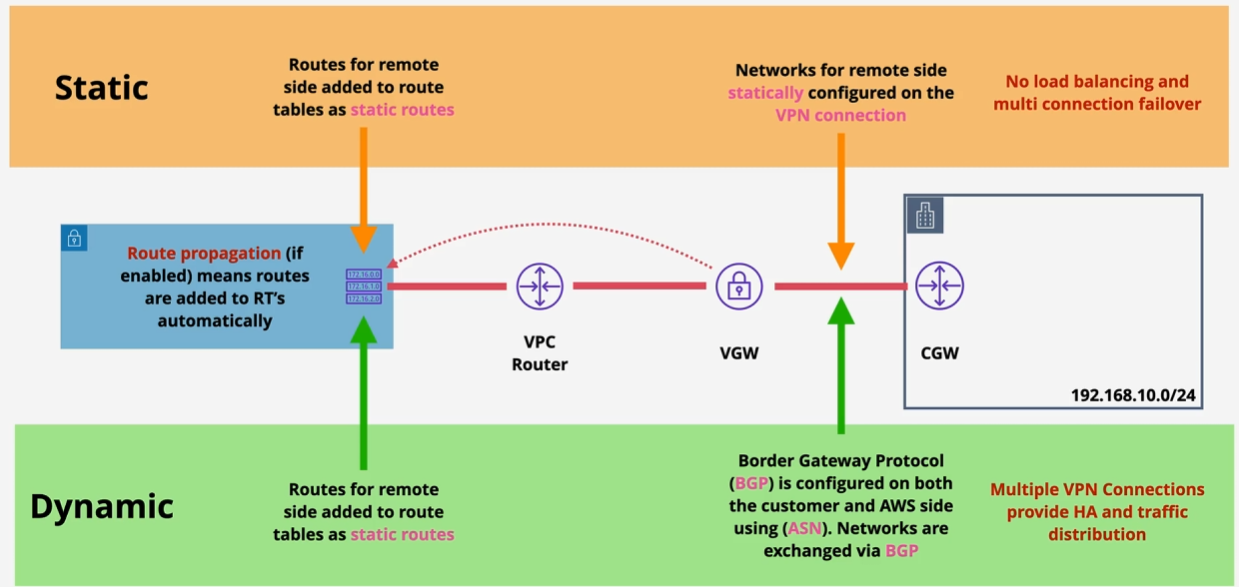 Static
Routes for remote
side added to route
tables as static routes
Networks for remote side
statically configured on the
VPN connection
No load balancing and
multi connection failover
Route propagation (if
enabled) means routes
are added to RT's
automatically
172.16.0.0
172.16.1.0
172.16.2.0
VPC
Router
VGW
CGW
192.168.10.0/24
Dynamic
Routes for remote
side added to route
tables as static routes
Border Gateway Protocol
(BGP) is configured on both
the customer and AWS side
using (ASN). Networks are
exchanged via BGP
Multiple VPN Connections
provide HA and traffic
distribution